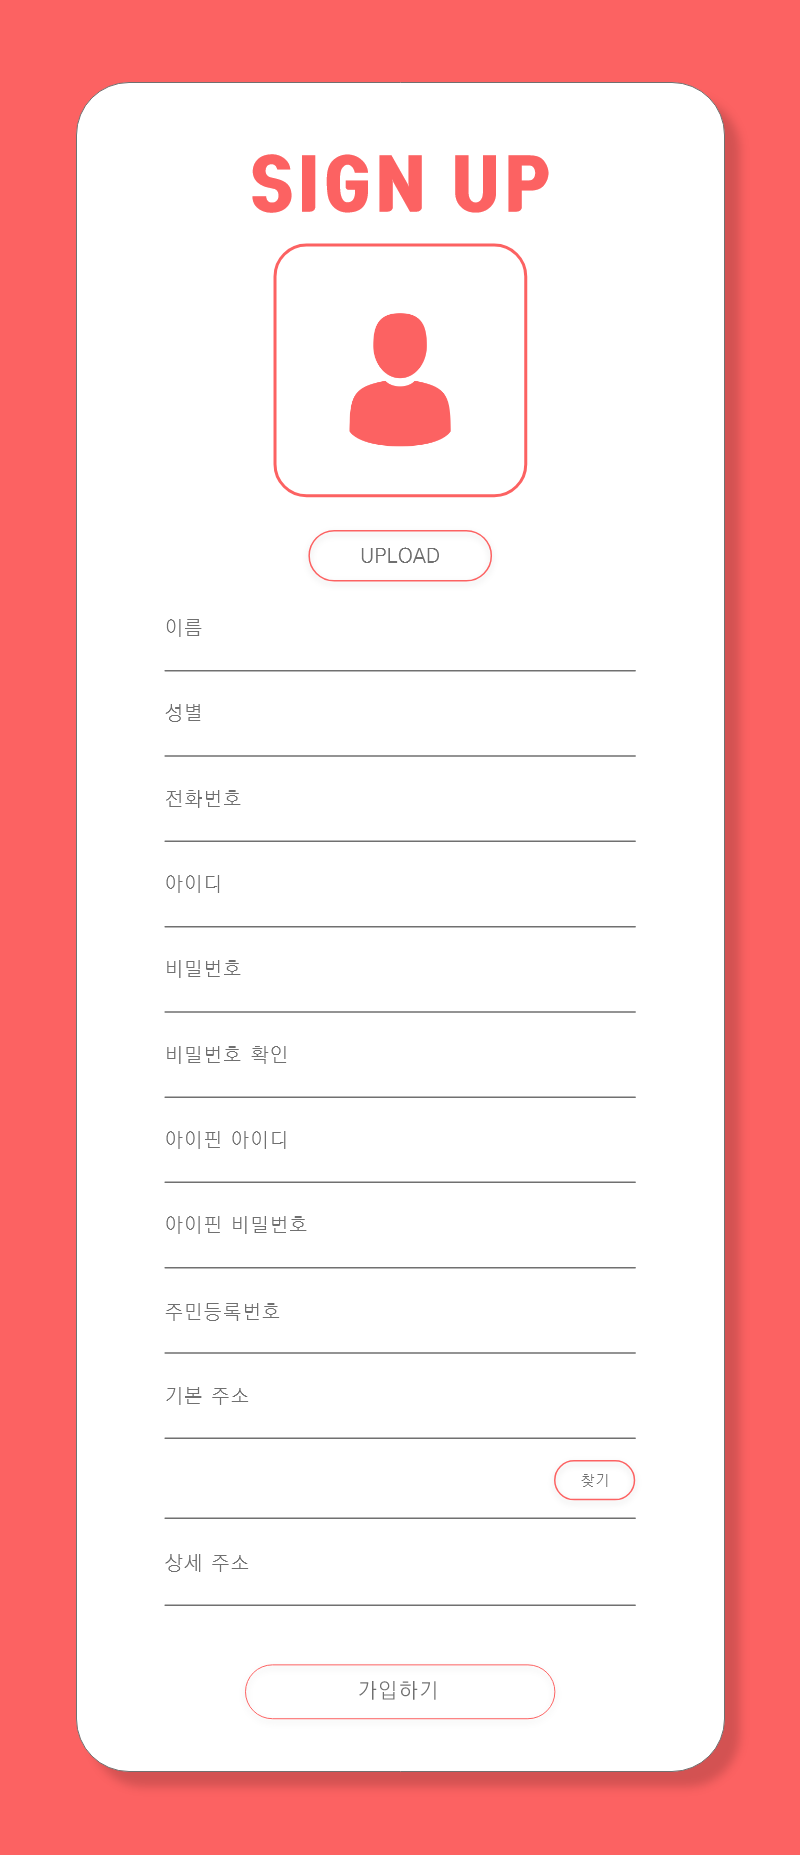 SIGN UP
UPLOAD
이름
성별
전화번호
아이디
비밀번호
비밀번호 확인
아이핀 아이디
아이핀 비밀번호
주민등록번호
기본 주소
찾기
상세 주소
가입하기